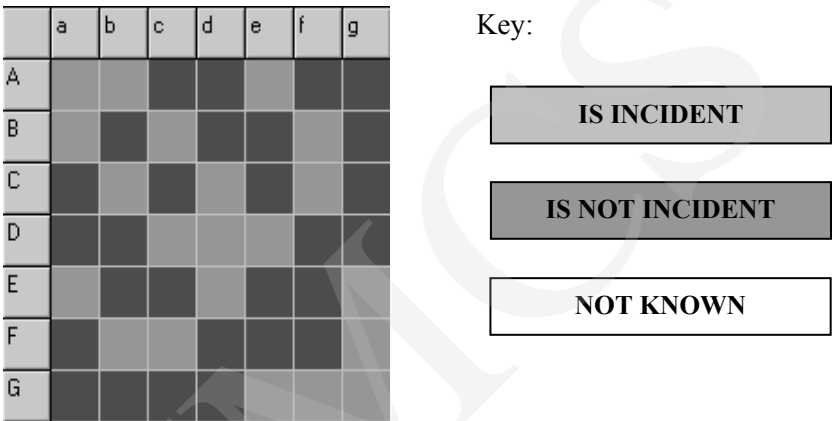 a b c d e f g
Key:
A
IS INCIDENT
B
C
IS NOT INCIDENT
D
E
NOT KNOWN
F
G